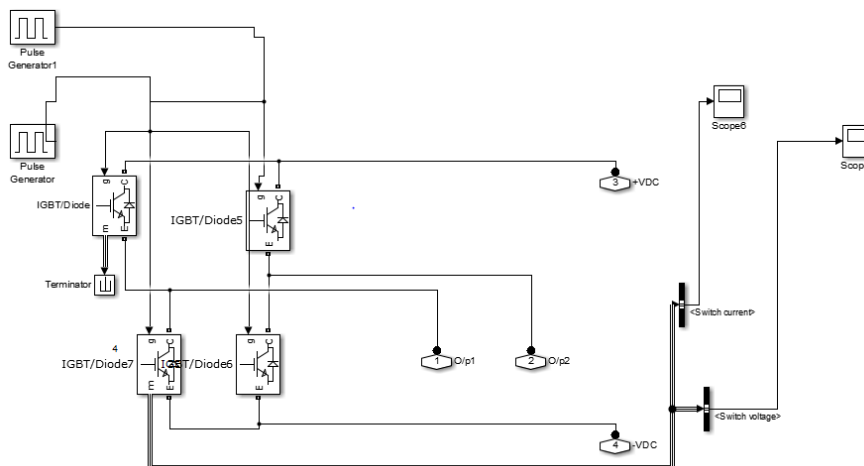 Pulse
Generator1
Pulse
Generator
Scope6
Scop
g
C
g
C
3
+VDC
IGBT/Diode
IGBT/Diode5
m
E
E
Terminator
<Switch current>
g
C
g
C
4
IGBT/Diode7
IGBT/Diode6
1
O/p1
2
O/p2
m
E
E
<Switch voltage>
4
-VDC